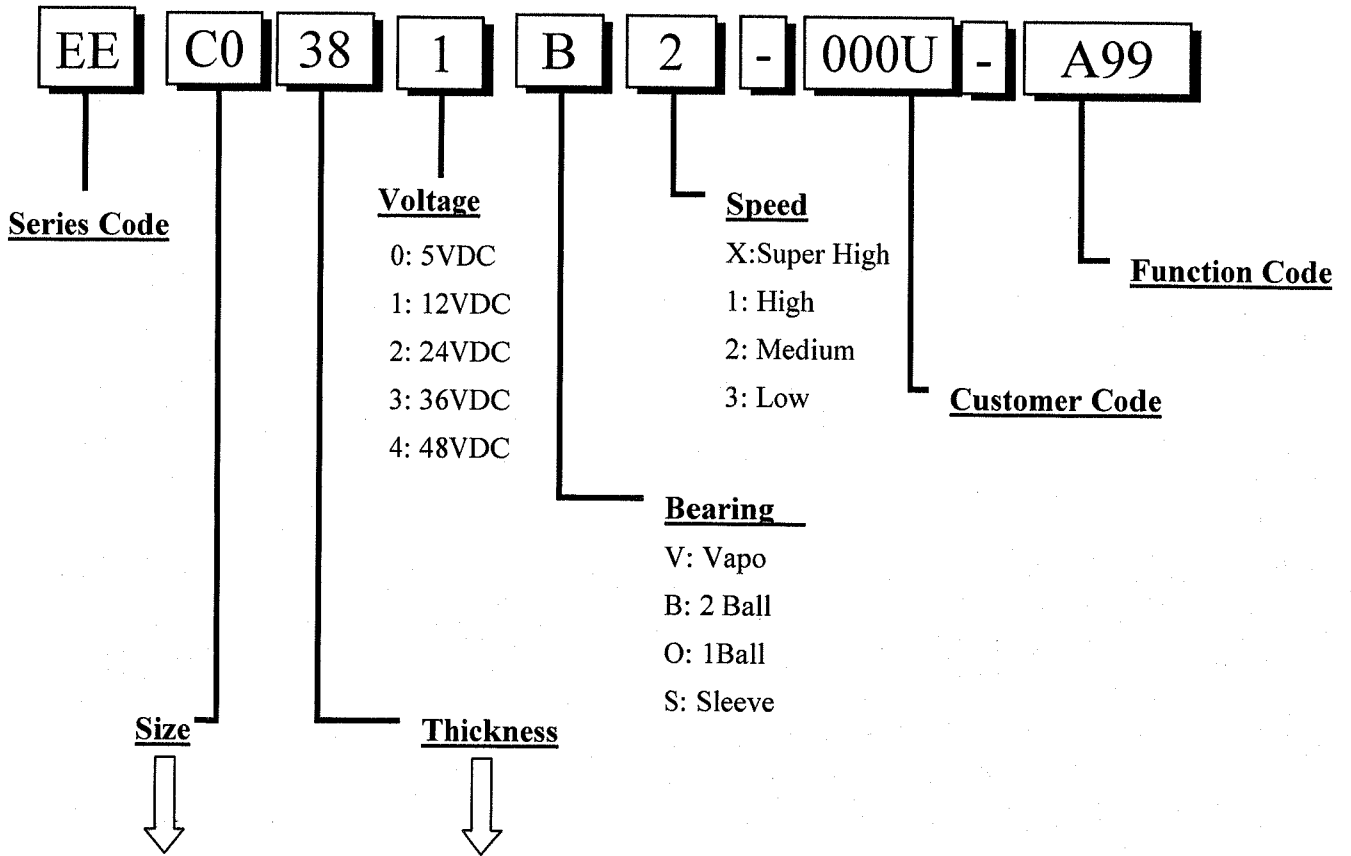 EE C0 38 1 B 2 - 000U - A99
Series Code
Voltage
0: 5VDC
1: 12VDC
2: 24VDC
3: 36VDC
4: 48VDC
Speed
X:Super High
1: High
2: Medium
3: Low
Function Code
Customer Code
Bearing
V: Vapo
B: 2 Ball
O: 1Ball
S: Sleeve
Size
Thickness